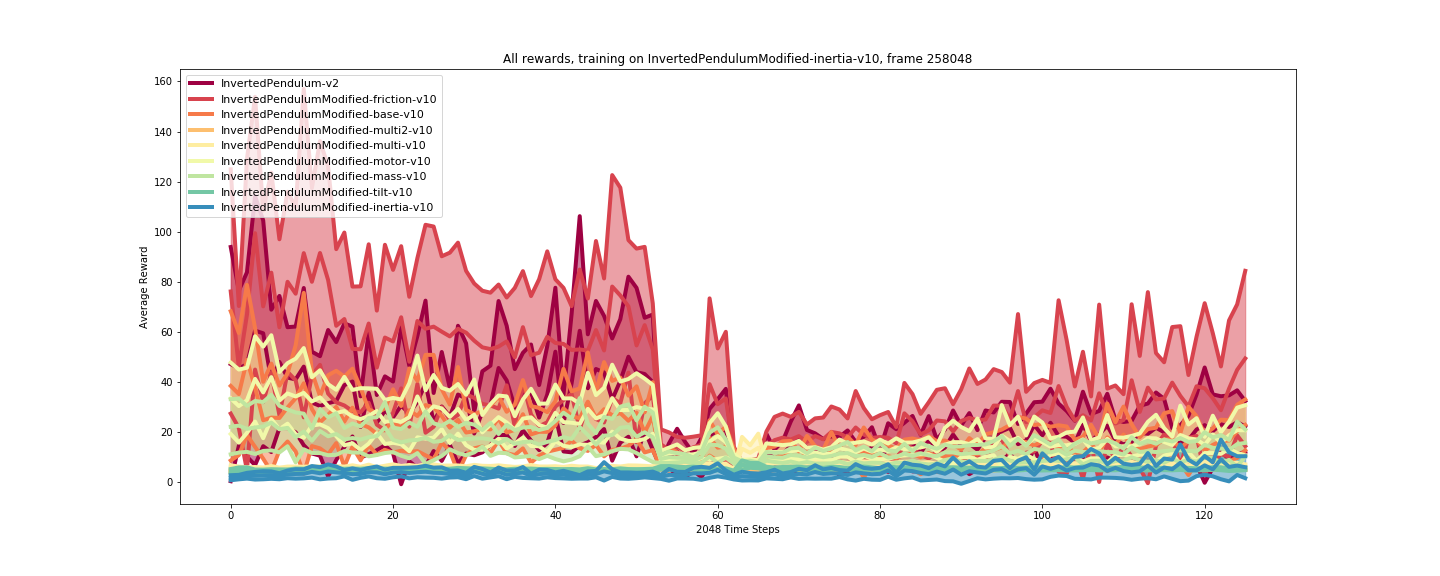 All rewards, training on InvertedPendulumModified-inertia-v10, frame 258048
160
140
120
100
80
60
40
20
0
Average Reward
InvertedPendulum-v2
InvertedPendulumModified-friction-v10
InvertedPendulumModified-base-v10
InvertedPendulumModified-multi2-v10
InvertedPendulumModified-multi-v10
InvertedPendulumModified-motor-v10
InvertedPendulumModified-mass-v10
InvertedPendulumModified-tilt-v10
InvertedPendulumModified-inertia-v10
0 20 40 60 80 100 120
2048 Time Steps